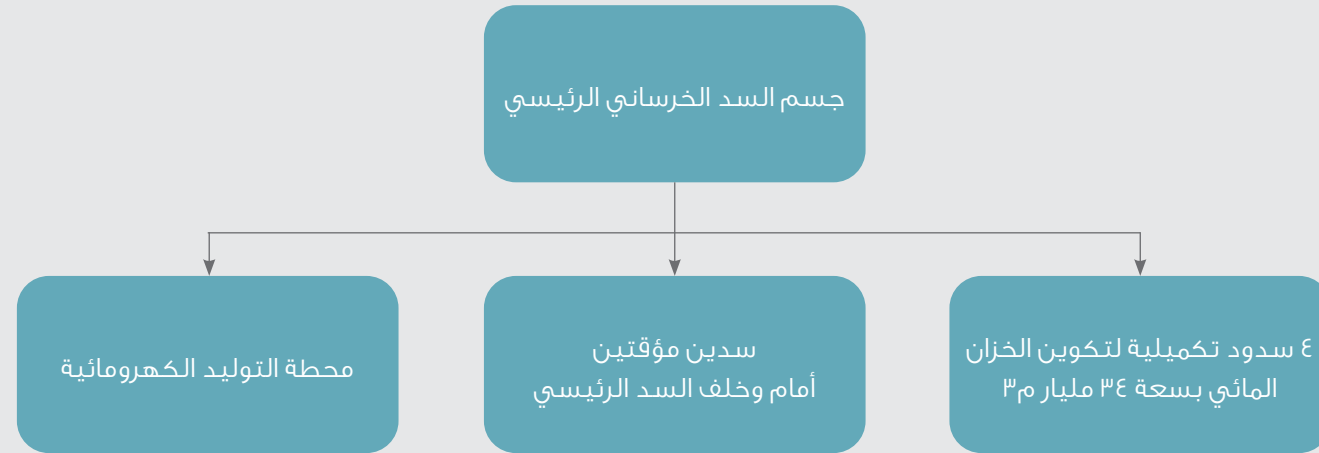 جسم السد الخرساني الرئيسي
٤ سدود تكميلية لتكوين الخزان
المائي بسعة ٣٤ مليار م٣
سدين مؤقتين
أمام وخلف السد الرئيسي
محطة التوليد الكهرومائية